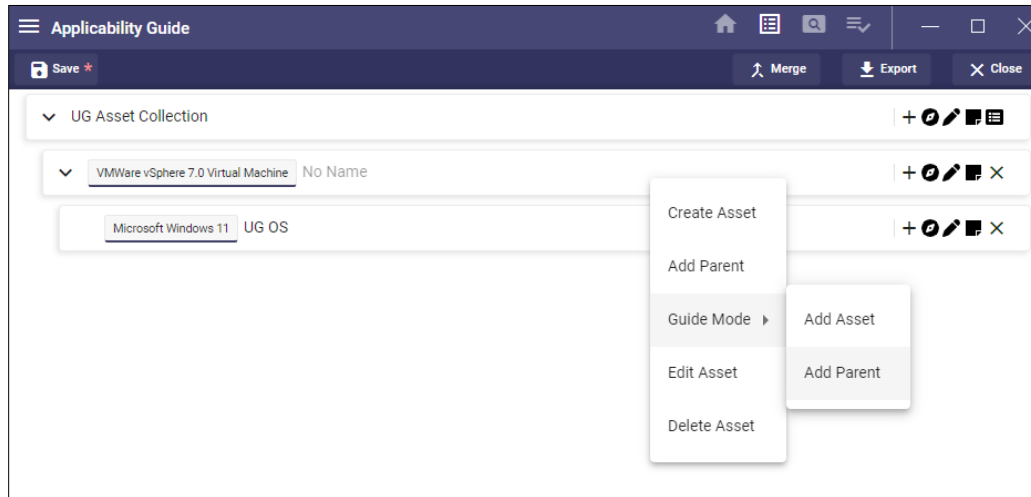 Applicability Guide
Save *
Merge
Export
Close
UG Asset Collection
VMWare vSphere 7.0 Virtual Machine No Name
Microsoft Windows 11 UG OS
Create Asset
Add Parent
Guide Mode
Edit Asset
Delete Asset
Add Asset
Add Parent